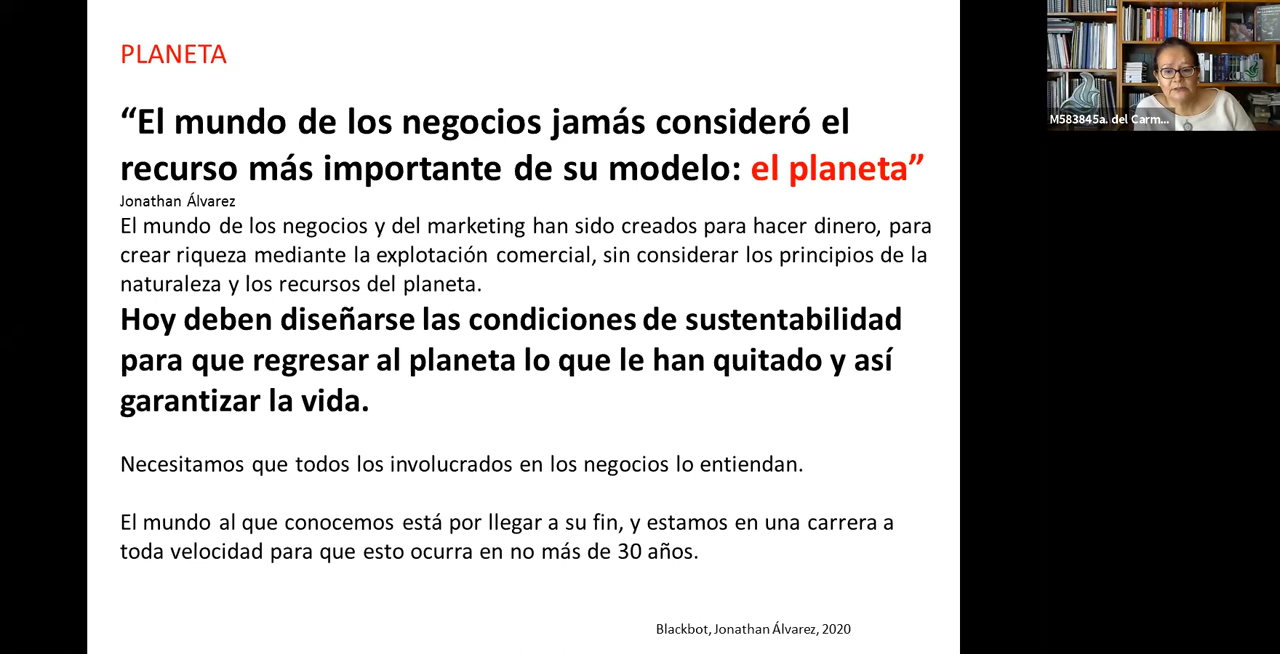 PLANETA
“El mundo de los negocios jamás consideró el
recurso más importante de su modelo: el planeta”
Jonathan Álvarez
El mundo de los negocios y del marketing han sido creados para hacer dinero, para
crear riqueza mediante la explotación comercial, sin considerar los principios de la
naturaleza y los recursos del planeta.
Hoy deben diseñarse las condiciones de sustentabilidad
para que regresar al planeta lo que le han quitado y así
garantizar la vida.
Necesitamos que todos los involucrados en los negocios lo entiendan.
El mundo al que conocemos está por llegar a su fin, y estamos en una carrera a
toda velocidad para que esto ocurra en no más de 30 años.
Blackbot, Jonathan Álvarez, 2020
M583845a. del Carm...